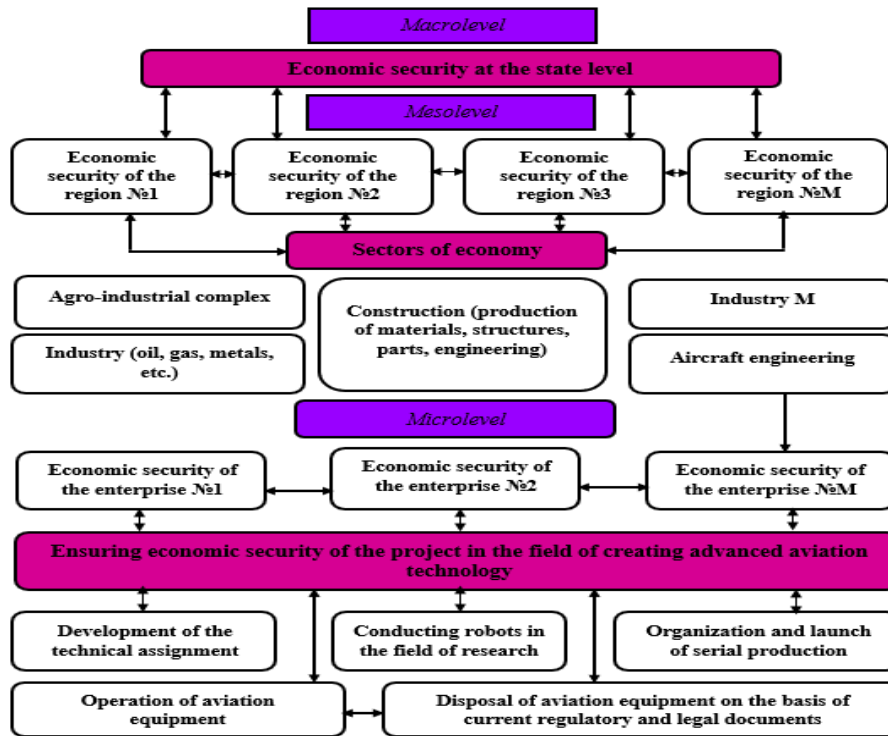 Macrolevel
Economic security at the state level
Mesolevel
Economic
security of the
region №1
Economic
security of the
region №2
Economic
security of the
region №3
Economic
security of the
region №M
Sectors of economy
Agro-industrial complex
Construction (production
of materials, structures,
parts, engineering)
Industry M
Industry (oil, gas, metals,
etc.)
Aircraft engineering
Microlevel
Economic security of
the enterprise №1
Economic security of
the enterprise №2
Economic security of
the enterprise №M
Ensuring economic security of the project in the field of creating advanced aviation
technology
Development of the
technical assignment
Conducting robots in
the field of research
Organization and launch
of serial production
Operation of aviation
equipment
Disposal of aviation equipment on the basis of
current regulatory and legal documents